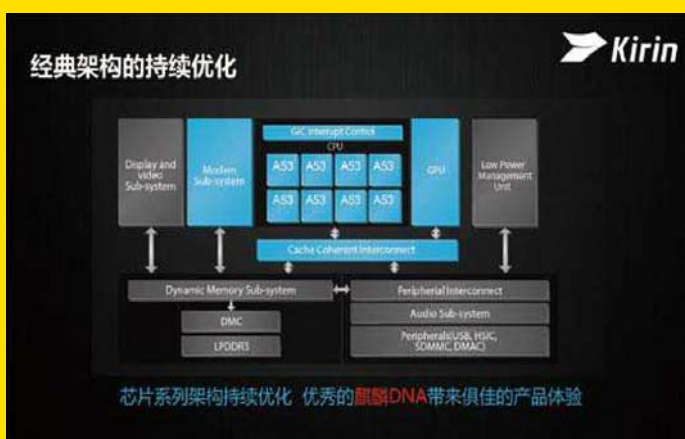 经典架构的持续优化
Kirin
GIC Interrupt Control
CPU
Display and
video
Sub-system
Modem
Sub-system
A53 A53 A53 A53
A53 A53 A53 A53
GPU
Low Power
Management
Unit
Cache Coherent Interconnect
Dynamic Memory Sub-system
Peripherial Interconnect
DMC
Audio Sub-system
LPDDR3
Peripherals(USB, HSIC,
SDMMC, DMAC)
芯片系列架构持续优化 优秀的麒麟DNA带来俱佳的产品体验